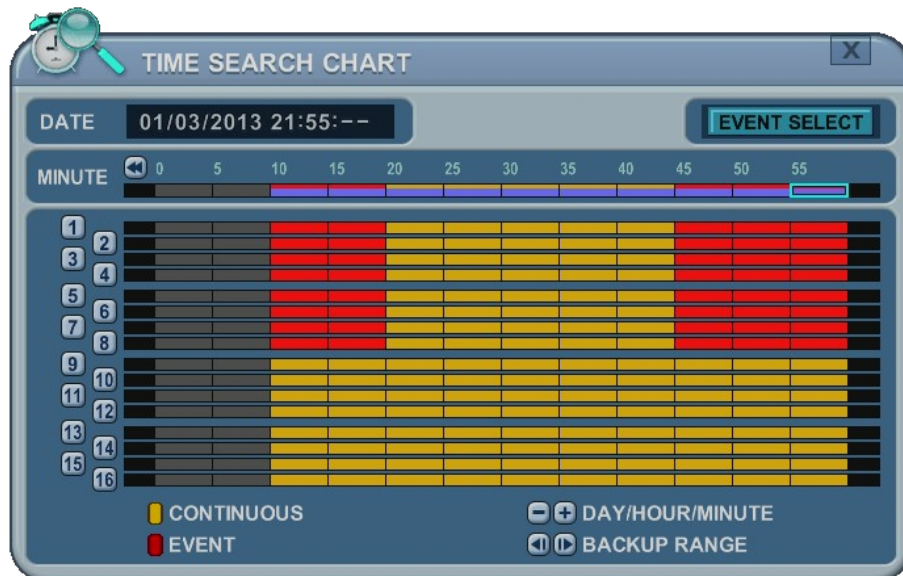 TIME SEARCH CHART
X
DATE 01/03/2013 21:55:-- EVENT SELECT
MINUTE 0 5 10 15 20 25 30 35 40 45 50 55
1
2
3
4
5
6
7
8
9
10
11
12
13
14
15
16
CONTINUOUS - + DAY/HOUR/MINUTE
EVENT BACKUP RANGE